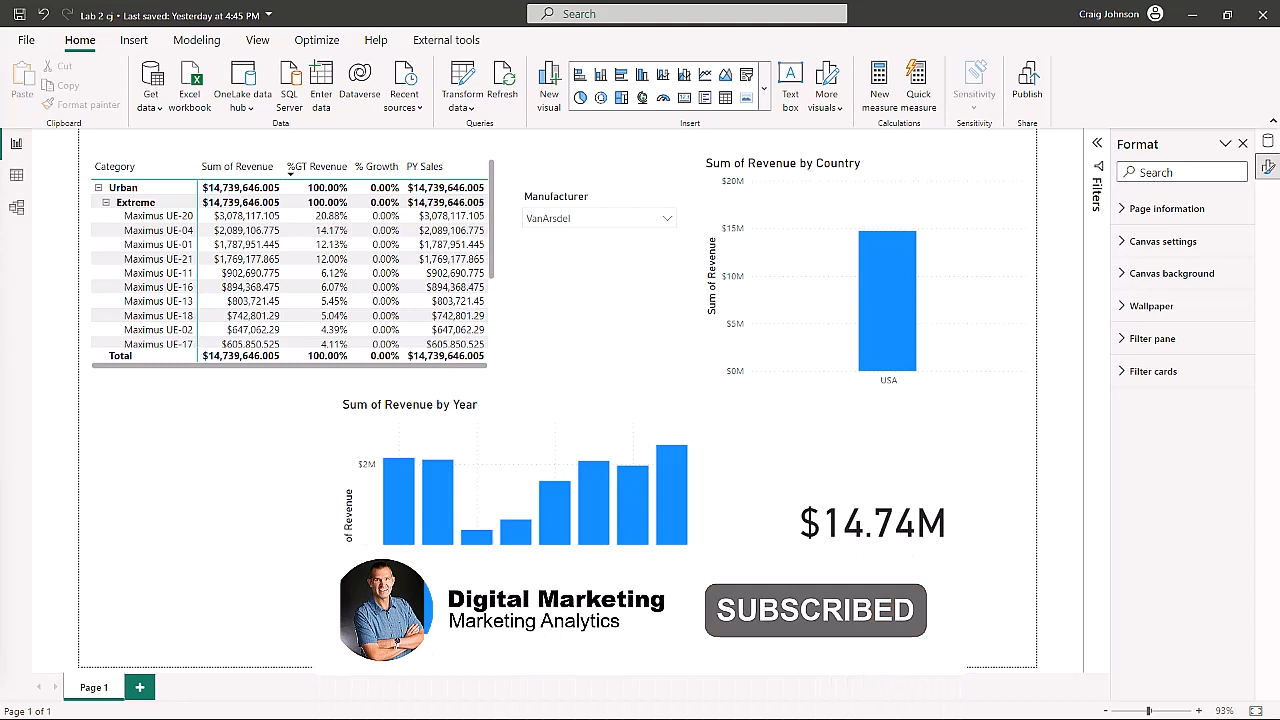 Lab 2 cj • Last saved: Yesterday at 4:45 PM
Search
Craig Johnson
File Home Insert Modeling View Optimize Help External tools
Paste
Cut
Copy
Format painter
Clipboard
Get data
Excel workbook
OneLake data hub
SQL Server
Enter data
Dataverse
Recent sources
Data
Transform data
Refresh
Queries
New visual
Text box
More visuals
Insert
New measure
Quick measure
Calculations
Sensitivity
Sensitivity
Publish
Share
Category Sum of Revenue %GT Revenue % Growth PY Sales
Urban $14,739,646.005 100.00% 0.00% $14,739,646.005
Extreme $14,739,646.005 100.00% 0.00% $14,739,646.005
Maximus UE-20 $3,078,117.105 20.88% 0.00% $3,078,117.105
Maximus UE-04 $2,089,106.775 14.17% 0.00% $2,089,106.775
Maximus UE-01 $1,787,951.445 12.13% 0.00% $1,787,951.445
Maximus UE-21 $1,769,177.865 12.00% 0.00% $1,769,177.865
Maximus UE-11 $902,690.775 6.12% 0.00% $902,690.775
Maximus UE-16 $894,368.475 6.07% 0.00% $894,368.475
Maximus UE-13 $803,721.45 5.45% 0.00% $803,721.45
Maximus UE-18 $742,801.29 5.04% 0.00% $742,801.29
Maximus UE-02 $647,062.29 4.39% 0.00% $647,062.29
Maximus UE-17 $605,850.525 4.11% 0.00% $605,850.525
Total $14,739,646.005 100.00% 0.00% $14,739,646.005
Manufacturer
VanArsdel
Sum of Revenue by Country
Sum of Revenue
$20M
$15M
$10M
$5M
$0M
USA
Sum of Revenue by Year
$2M
of Revenue
$14.74M
Digital Marketing
Marketing Analytics
SUBSCRIBED
Filters
Format
Search
Page information
Canvas settings
Canvas background
Wallpaper
Filter pane
Filter cards
Page 1
Page 1 of 1
93%